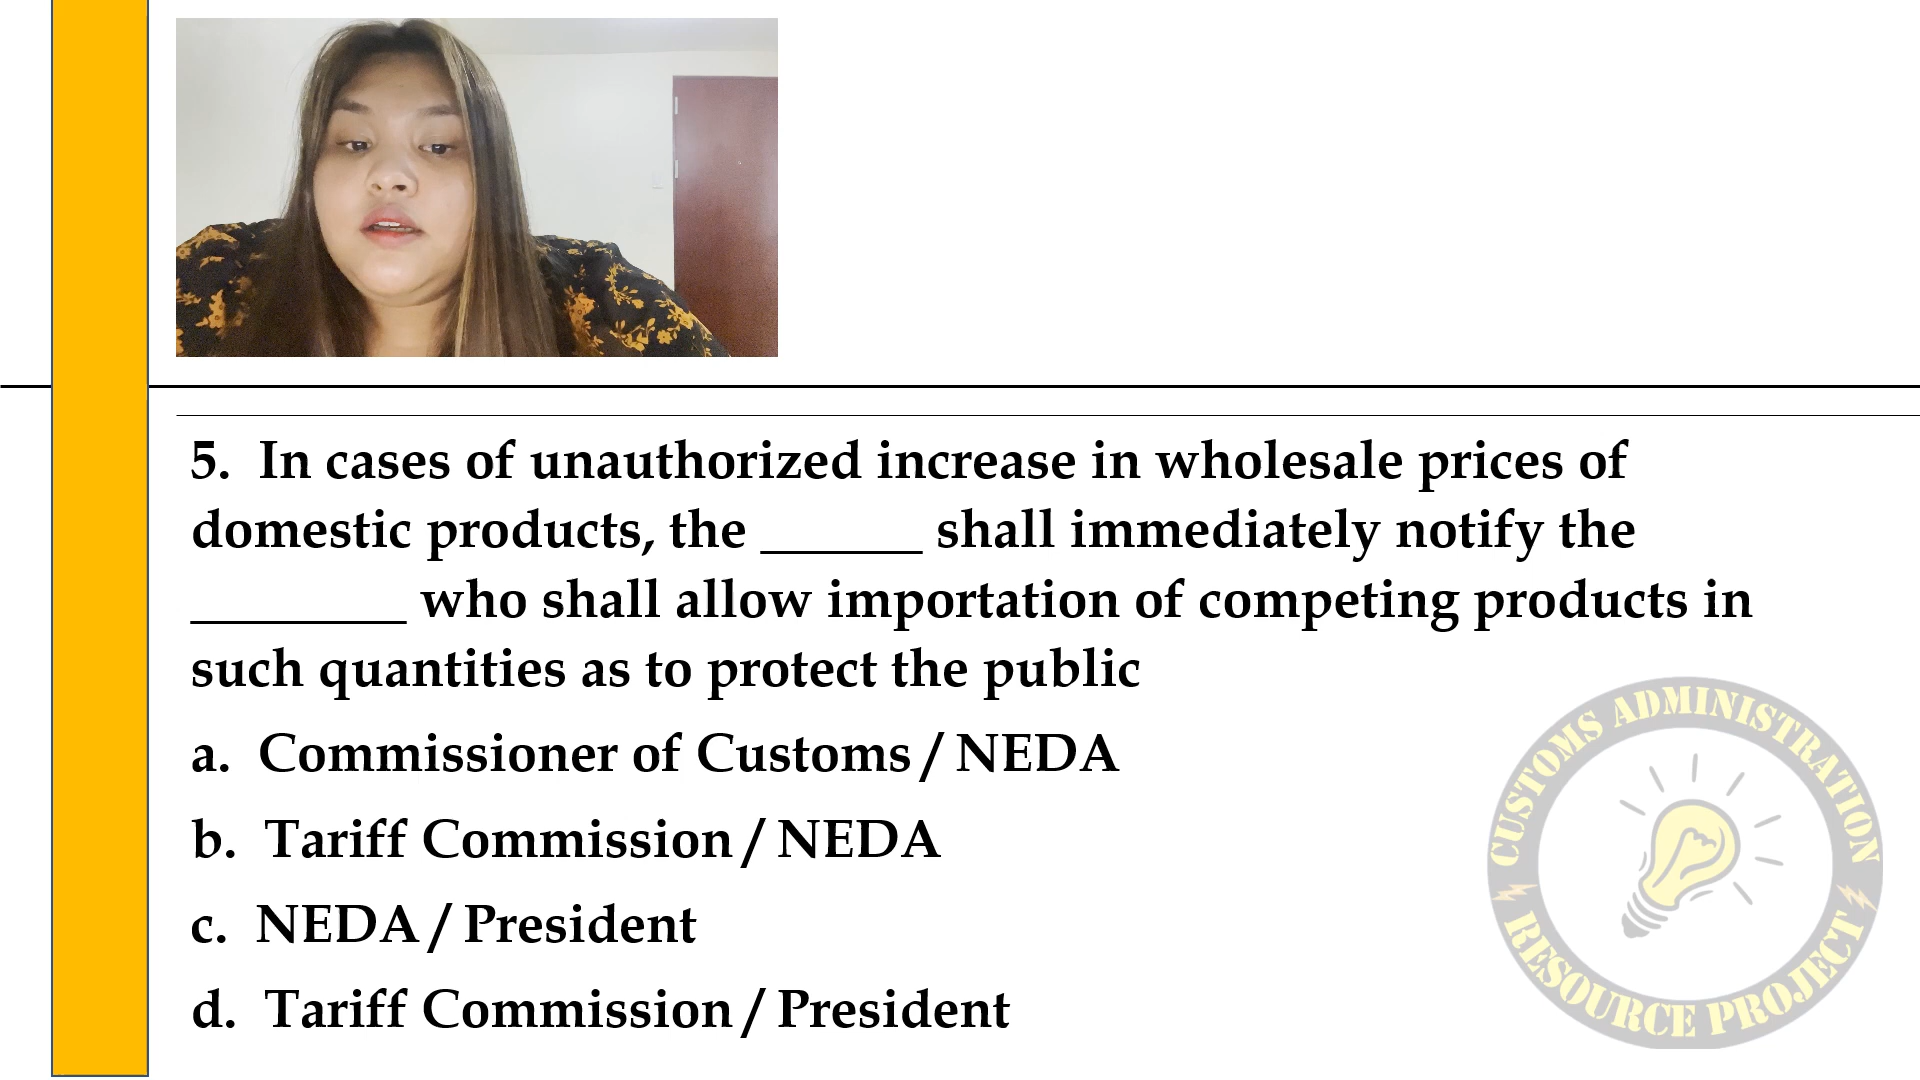 5. In cases of unauthorized increase in wholesale prices of
domestic products, the ______ shall immediately notify the
________ who shall allow importation of competing products in
such quantities as to protect the public
a. Commissioner of Customs / NEDA
b. Tariff Commission / NEDA
c. NEDA / President
d. Tariff Commission / President
CUSTOMS ADMINISTRATION
RESOURCE PROJECT